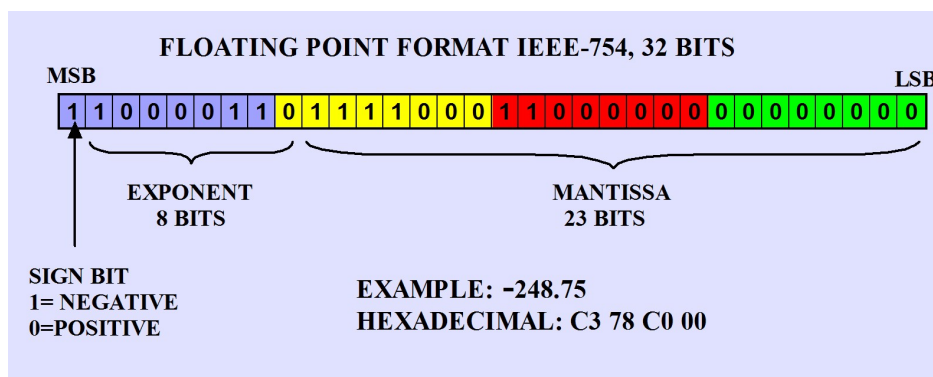 FLOATING POINT FORMAT IEEE-754, 32 BITS
MSB LSB
1 1 0 0 0 0 1 1 0 1 1 1 1 0 0 0 1 1 0 0 0 0 0 0 0 0 0 0 0 0 0 0
EXPONENT
8 BITS
MANTISSA
23 BITS
SIGN BIT
1= NEGATIVE
0=POSITIVE
EXAMPLE: -248.75
HEXADECIMAL: C3 78 C0 00